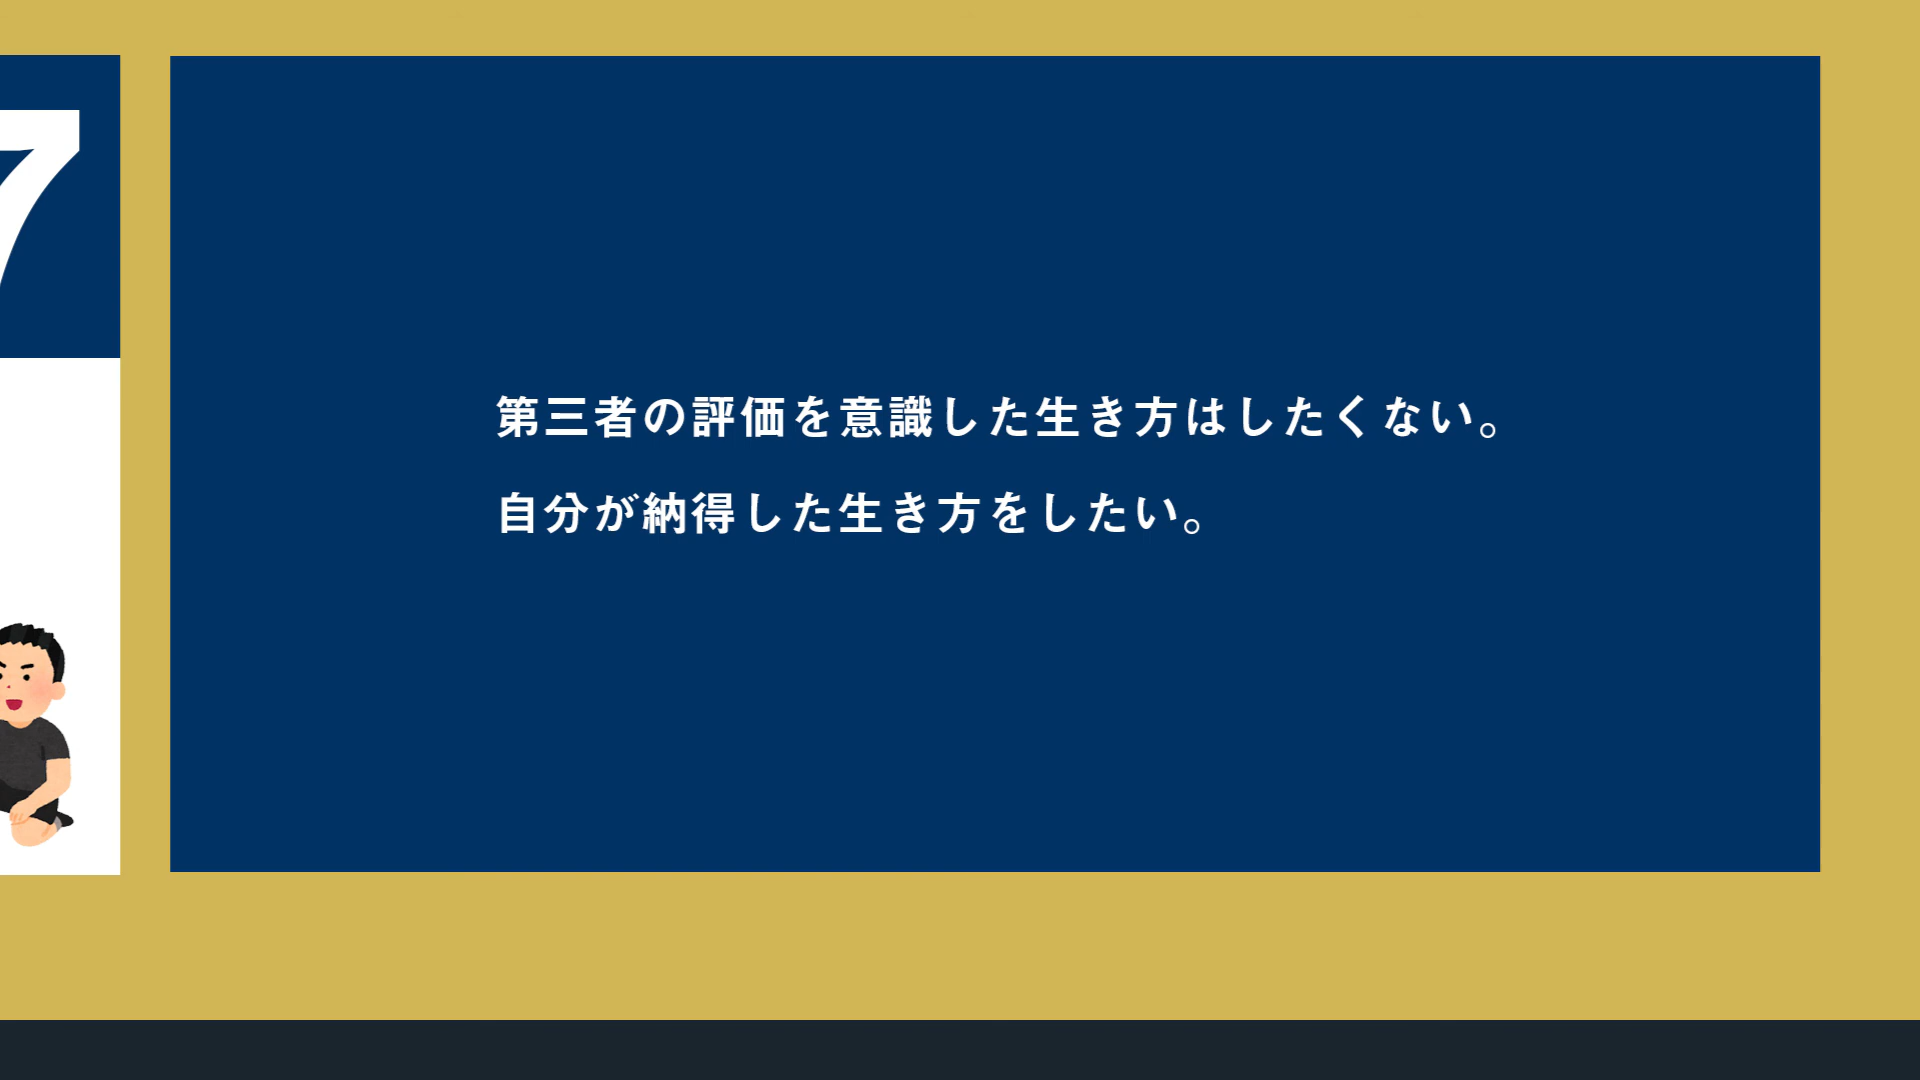 7
第三者の評価を意識した生き方はしたくない。
自分が納得した生き方をしたい。